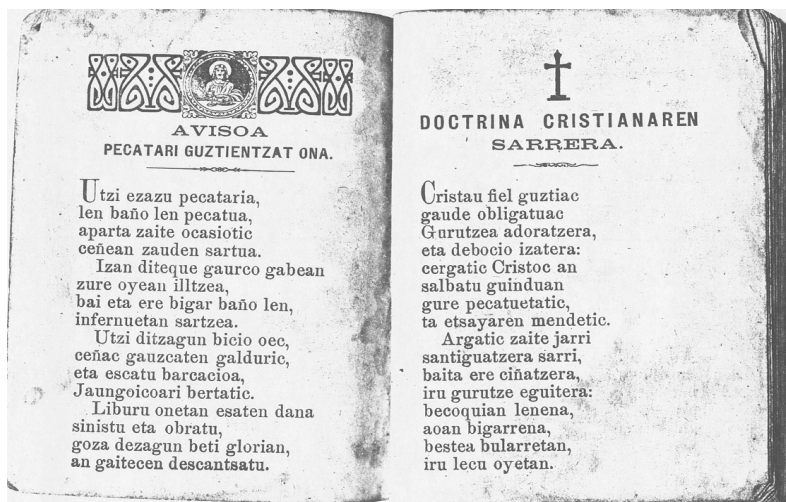 AVISOA
PECATARI GUZTIENTZAT ONA.
Utzi ezazu pecataria,
len baño len pecatua,
aparta zaite ocasiotic
ceñean zauden sartua.
Izan diteque gaurco gabean
zure oyean illtzea,
bai eta ere bigar baño len,
infernuetan sartzea.
Utzi ditzagun bicio oec,
ceñac gauzcaten galduric,
eta escatu barcacioa,
Jaungoicoari bertatic.
Liburu onetan esaten dana
sinistu eta obratu,
goza dezagun beti glorian,
an gaitecen descantsatu.
DOCTRINA CRISTIANAREN
SARRERA.
Cristau fiel guztiac
gaude obligatuac
Gurutzea adoratzera,
eta debocio izatera:
cergatic Cristoc an
salbatu guinduan
gure pecatuetatic,
ta etsayaren mendetic.
Argatic zaite jarri
santiguatzera sarri,
baita ere ciñatzera,
iru gurutze eguitera:
becoquian lenena,
aoan bigarrena,
bestea bularretan,
iru lecu oyetan.